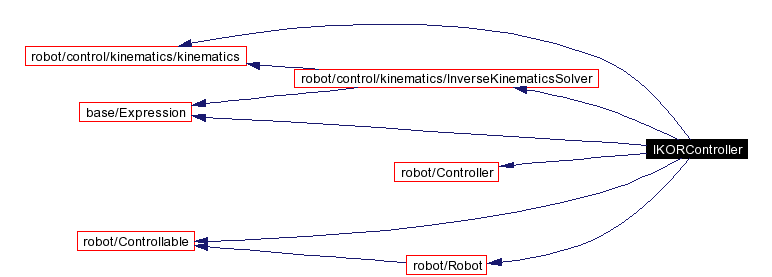 robot/control/kinematics/kinematics
robot/control/kinematics/InverseKinematicsSolver
base/Expression
IKORController
robot/Controller
robot/Controllable
robot/Robot